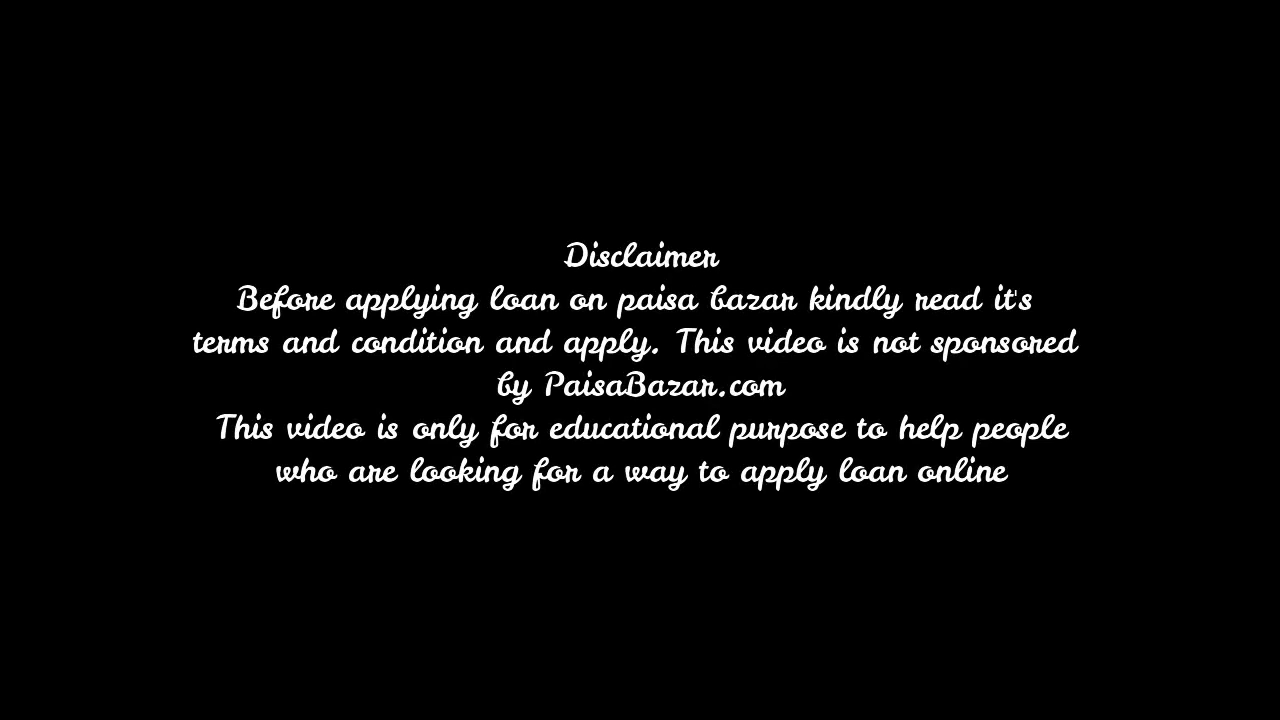 Disclaimer
Before applying loan on paisa bazar kindly read it's
terms and condition and apply. This video is not sponsored
by PaisaBazar.com
This video is only for educational purpose to help people
who are looking for a way to apply loan online